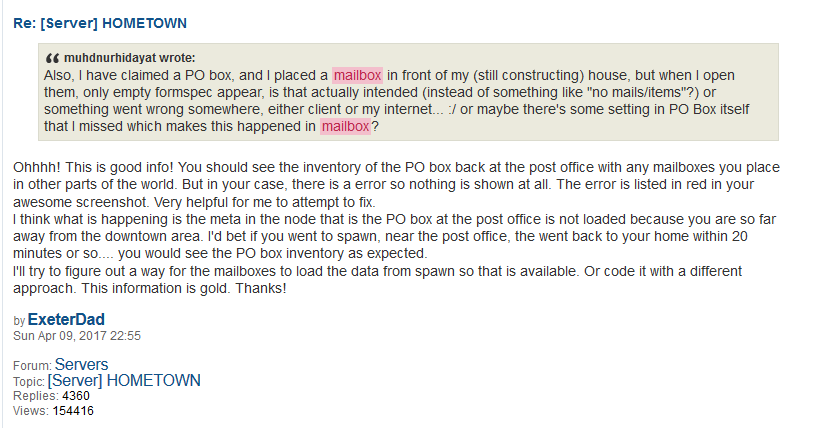 Re: [Server] HOMETOWN
muhdnurhidayat wrote:
Also, I have claimed a PO box, and I placed a mailbox in front of my (still constructing) house, but when I open
them, only empty formspec appear, is that actually intended (instead of something like "no mails/items"?) or
something went wrong somewhere, either client or my internet... :/ or maybe there's some setting in PO Box itself
that I missed which makes this happened in mailbox?
Ohhhh! This is good info! You should see the inventory of the PO box back at the post office with any mailboxes you place
in other parts of the world. But in your case, there is a error so nothing is shown at all. The error is listed in red in your
awesome screenshot. Very helpful for me to attempt to fix.
I think what is happening is the meta in the node that is the PO box at the post office is not loaded because you are so far
away from the downtown area. I'd bet if you went to spawn, near the post office, the went back to your home within 20
minutes or so.... you would see the PO box inventory as expected.
I'll try to figure out a way for the mailboxes to load the data from spawn so that is available. Or code it with a different
approach. This information is gold. Thanks!
by ExeterDad
Sun Apr 09, 2017 22:55
Forum: Servers
Topic: [Server] HOMETOWN
Replies: 4360
Views: 154416